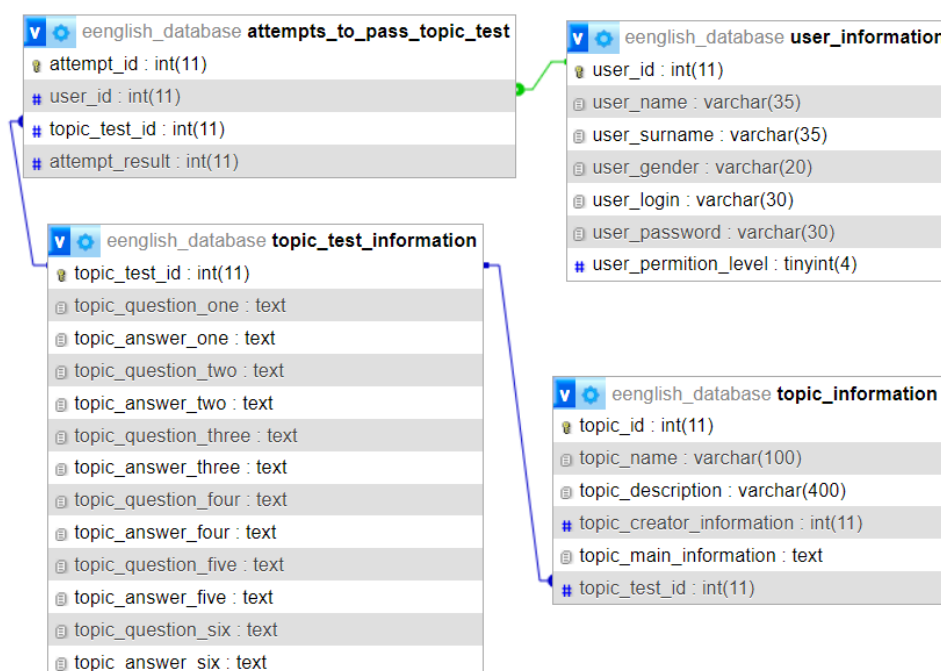 v eenglish_database attempts_to_pass_topic_test
attempt_id : int(11)
# user_id : int(11)
# topic_test_id : int(11)
# attempt_result : int(11)
v eenglish_database user_information
user_id : int(11)
user_name : varchar(35)
user_surname : varchar(35)
user_gender : varchar(20)
user_login : varchar(30)
user_password : varchar(30)
# user_permition_level : tinyint(4)
v eenglish_database topic_test_information
topic_test_id : int(11)
topic_question_one : text
topic_answer_one : text
topic_question_two : text
topic_answer_two : text
topic_question_three : text
topic_answer_three : text
topic_question_four : text
topic_answer_four : text
topic_question_five : text
topic_answer_five : text
topic_question_six : text
topic_answer_six : text
v eenglish_database topic_information
topic_id : int(11)
topic_name : varchar(100)
topic_description : varchar(400)
# topic_creator_information : int(11)
topic_main_information : text
# topic_test_id : int(11)